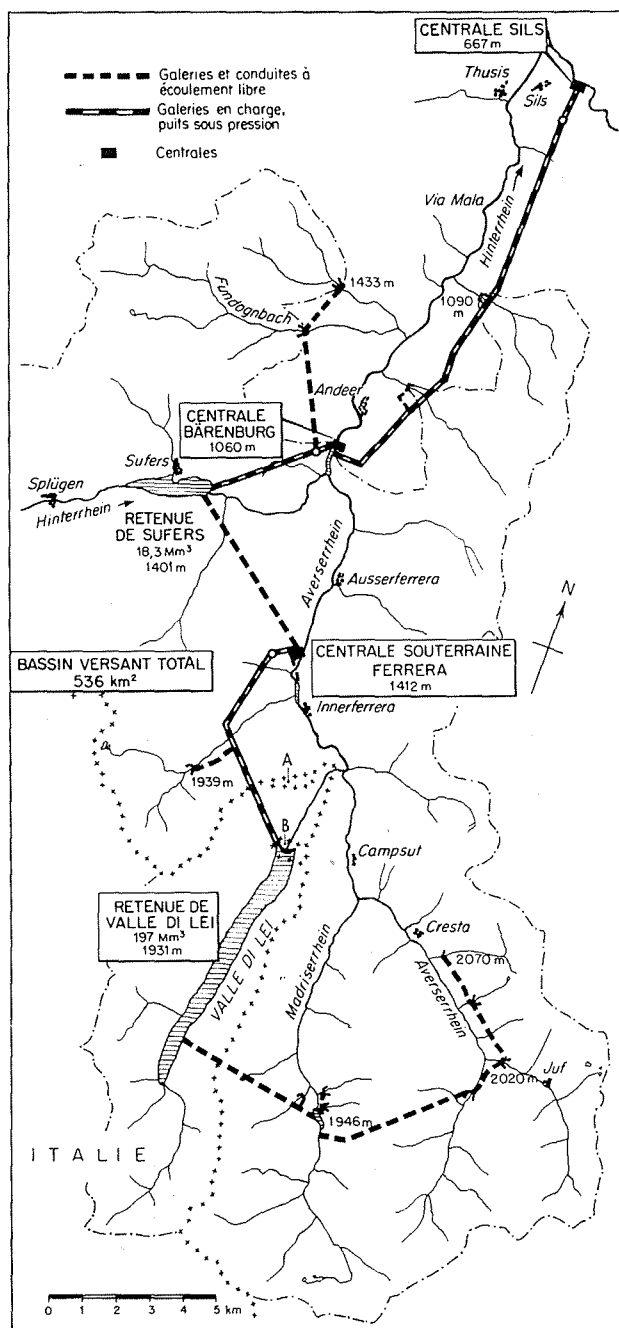 CENTRALE SILS
667 m
Galeries et conduites à
écoulement libre
Galeries en charge,
puits sous pression
Centrales
Thusis
Sils
Via Mala
Hinterrhein
1433 m
Fundognbach
1090
m
Andeer
CENTRALE
BÄRENBURG
1060 m
Sufers
Splügen
Hinterrhein
RETENUE
DE SUFERS
18,3 Mm³
1401 m
Averserrhein
Ausserferrera
N
BASSIN VERSANT TOTAL
536 km²
CENTRALE SOUTERRAINE
FERRERA
1412 m
Innerferrera
1939 m
A
B
Campsut
RETENUE DE
VALLE DI LEI
197 Mm³
1931 m
VALLE DI LEI
Madriserrhein
Cresta
Averserrhein
2070 m
2020 m
Juf
1946 m
ITALIE
0 1 2 3 4 5 km